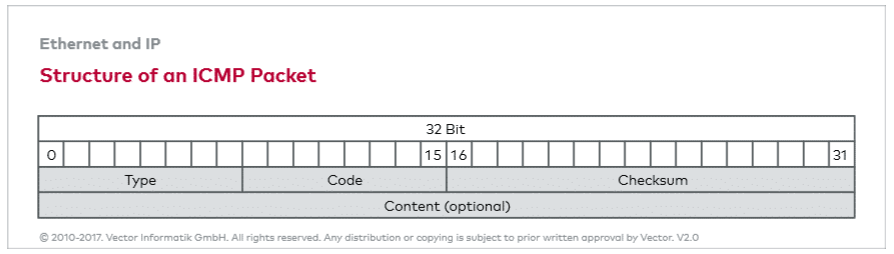 Ethernet and IP
Structure of an ICMP Packet
32 Bit
0 15 16 31
Type Code Checksum
Content (optional)
© 2010-2017. Vector Informatik GmbH. All rights reserved. Any distribution or copying is subject to prior written approval by Vector. V2.0